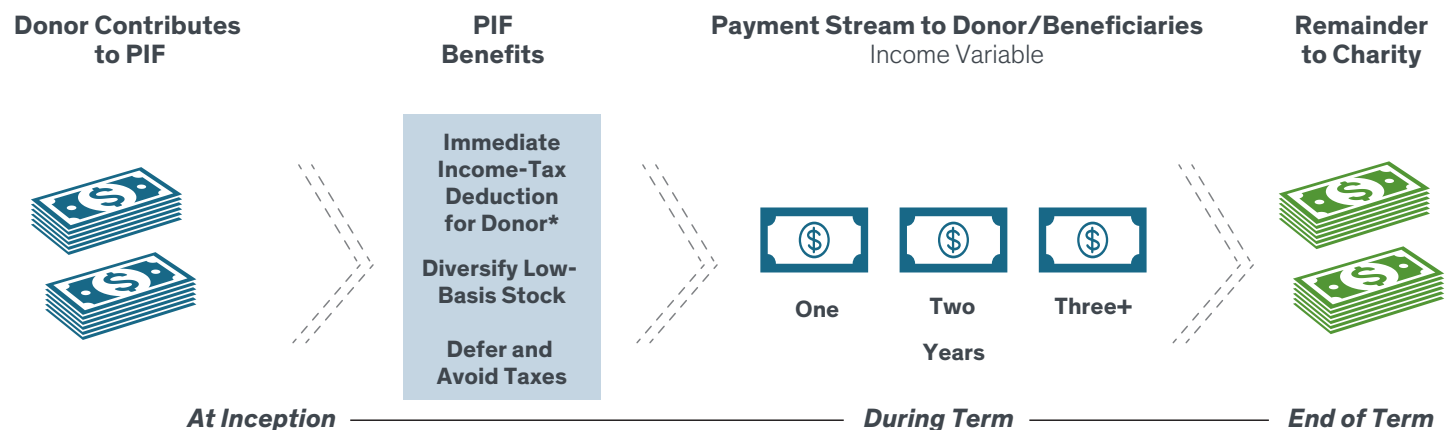 Donor Contributes
to PIF
PIF
Benefits
Payment Stream to Donor/Beneficiaries
Income Variable
Remainder
to Charity
Immediate
Income-Tax
Deduction
for Donor*
Diversify Low-
Basis Stock
Defer and
Avoid Taxes
$
$
$
$
$
One
Two
Three+
Years
$
$
At Inception
During Term
End of Term